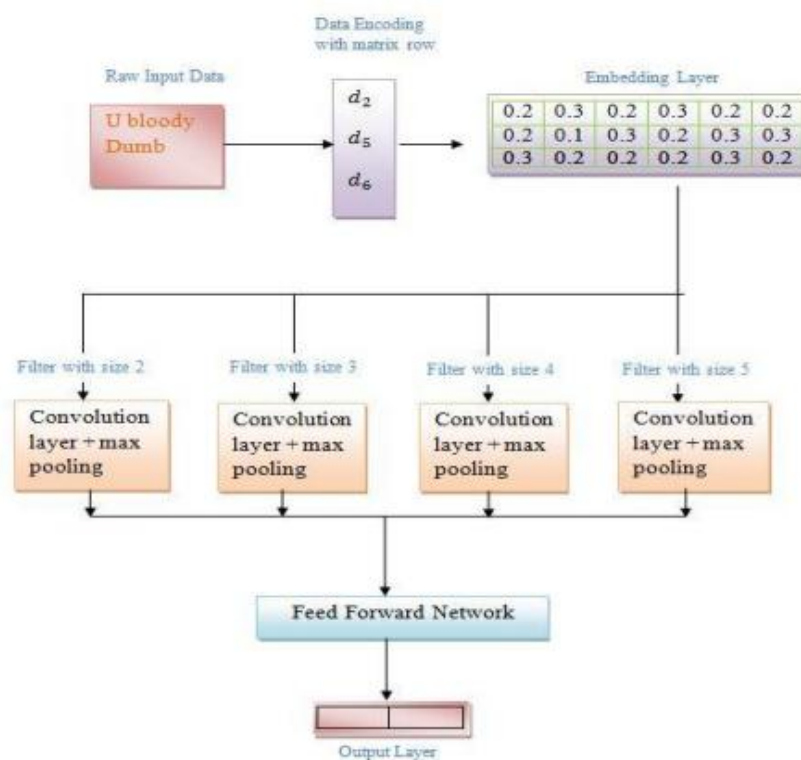 Data Encoding
with matrix row
Raw Input Data
Embedding Layer
U bloody
Dumb
d₂
d₅
d₆
0.2 0.3 0.2 0.3 0.2 0.2
0.2 0.1 0.3 0.2 0.3 0.3
0.3 0.2 0.2 0.2 0.3 0.2
Filter with size 2
Filter with size 3
Filter with size 4
Filter with size 5
Convolution
layer + max
pooling
Convolution
layer + max
pooling
Convolution
layer + max
pooling
Convolution
layer + max
pooling
Feed Forward Network
Output Layer